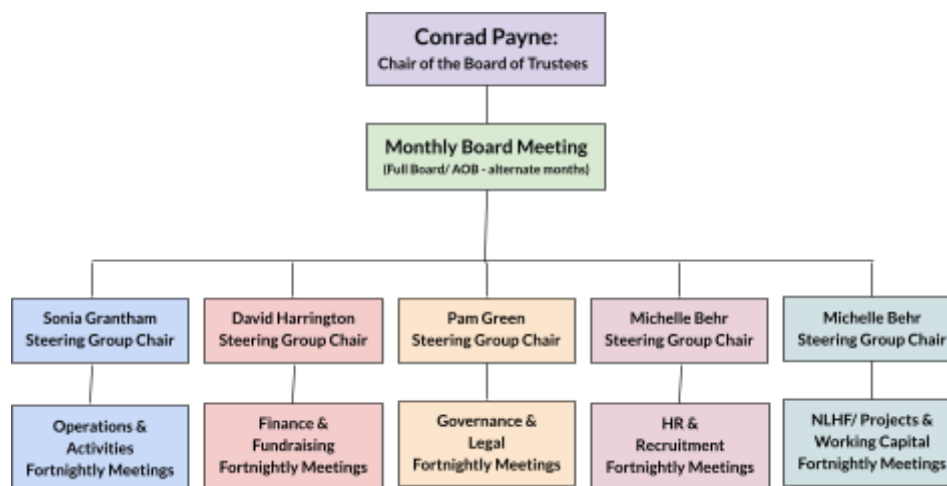 Conrad Payne:
Chair of the Board of Trustees
Monthly Board Meeting
(Full Board/ AOB - alternate months)
Sonia Grantham
Steering Group Chair
David Harrington
Steering Group Chair
Pam Green
Steering Group Chair
Michelle Behr
Steering Group Chair
Michelle Behr
Steering Group Chair
Operations &
Activities
Fortnightly Meetings
Finance &
Fundraising
Fortnightly Meetings
Governance &
Legal
Fortnightly Meetings
HR &
Recruitment
Fortnightly Meetings
NLHF/ Projects &
Working Capital
Fortnightly Meetings